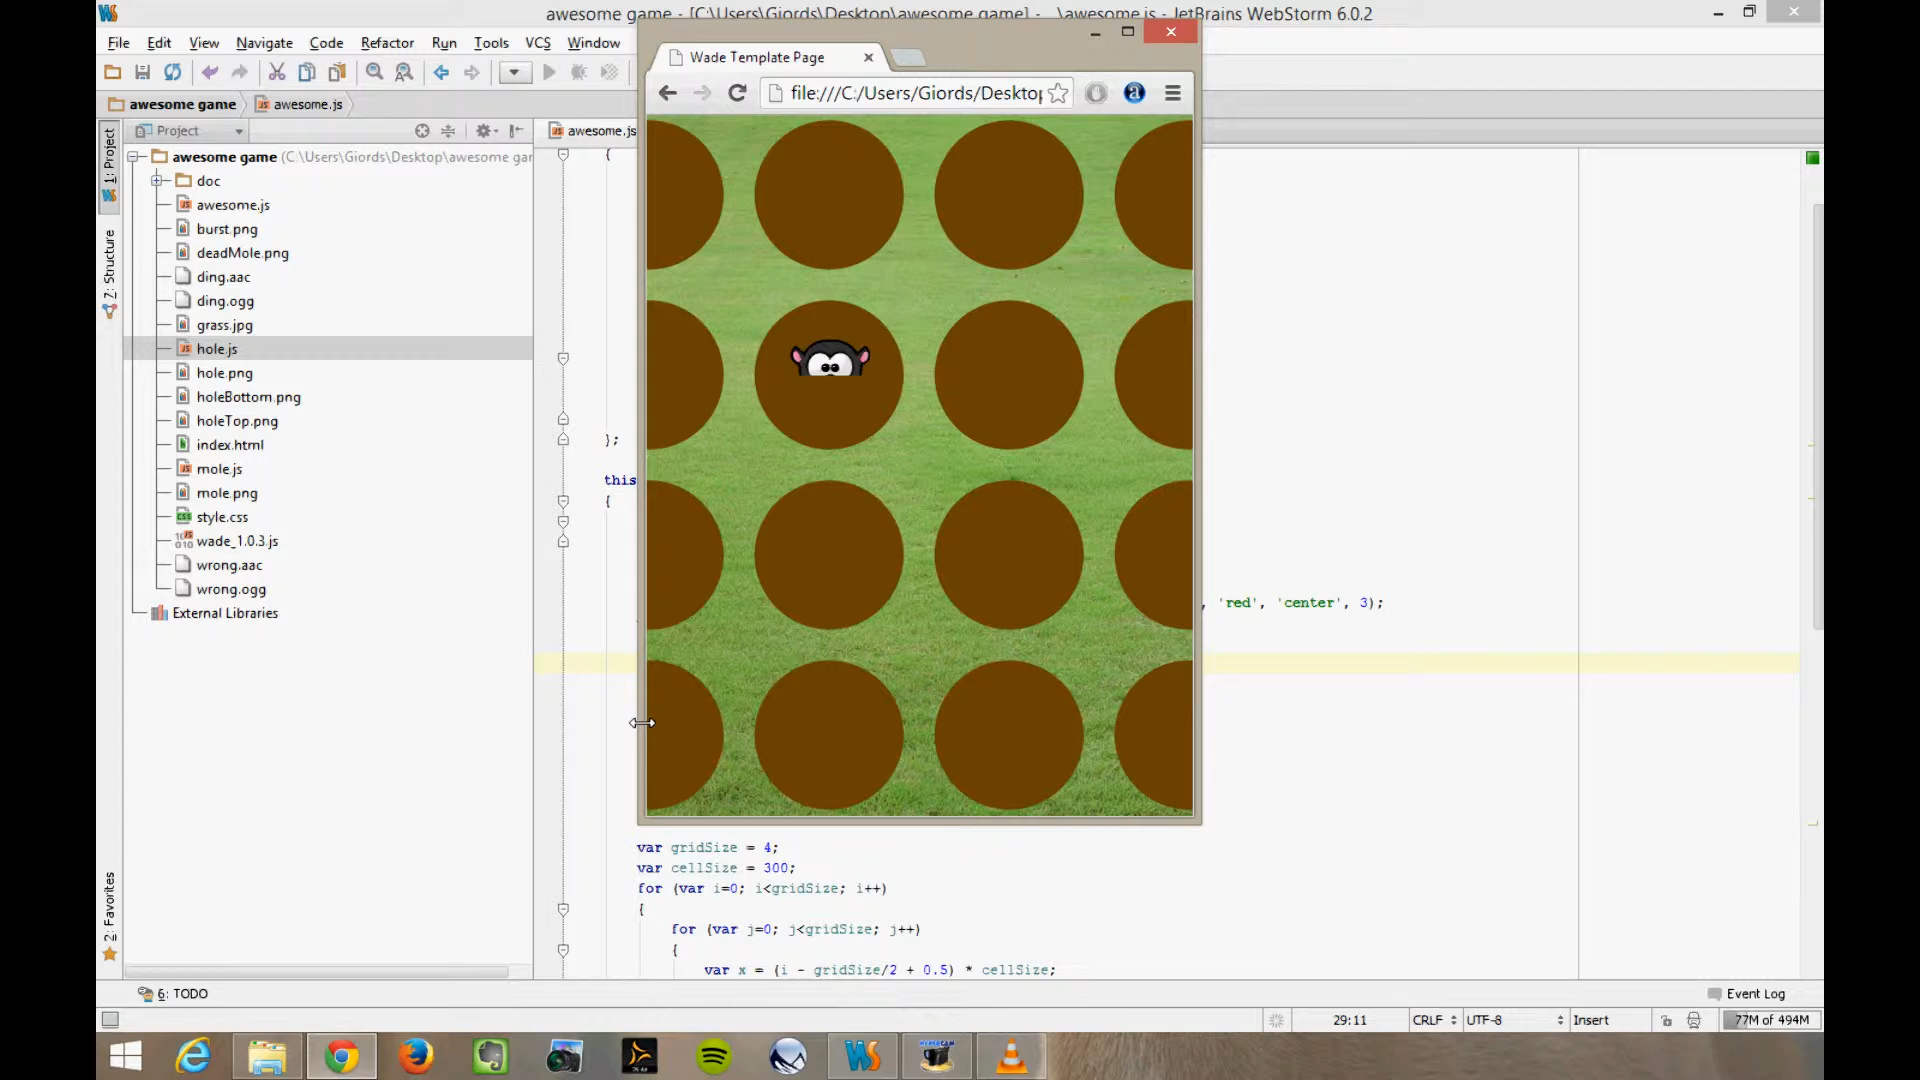 awesome game - [C:\Users\Giords\Desktop\awesome game] - ...\awesome.js - JetBrains WebStorm 6.0.2
File Edit View Navigate Code Refactor Run Tools VCS Window
Wade Template Page
file:///C:/Users/Giords/Desktop
awesome game awesome.js
Project
awesome.js
1: Project
Z: Structure
2: Favorites
awesome game (C:\Users\Giords\Desktop\awesome gar
doc
awesome.js
burst.png
deadMole.png
ding.aac
ding.ogg
grass.jpg
hole.js
hole.png
holeBottom.png
holeTop.png
index.html
mole.js
mole.png
style.css
wade_1.0.3.js
wrong.aac
wrong.ogg
External Libraries
{
};
this
{
, 'red', 'center', 3);
var gridSize = 4;
var cellSize = 300;
for (var i=0; i<gridSize; i++)
{
for (var j=0; j<gridSize; j++)
{
var x = (i - gridSize/2 + 0.5) * cellSize;
6: TODO
Event Log
29:11 CRLF UTF-8 Insert 77M of 494M